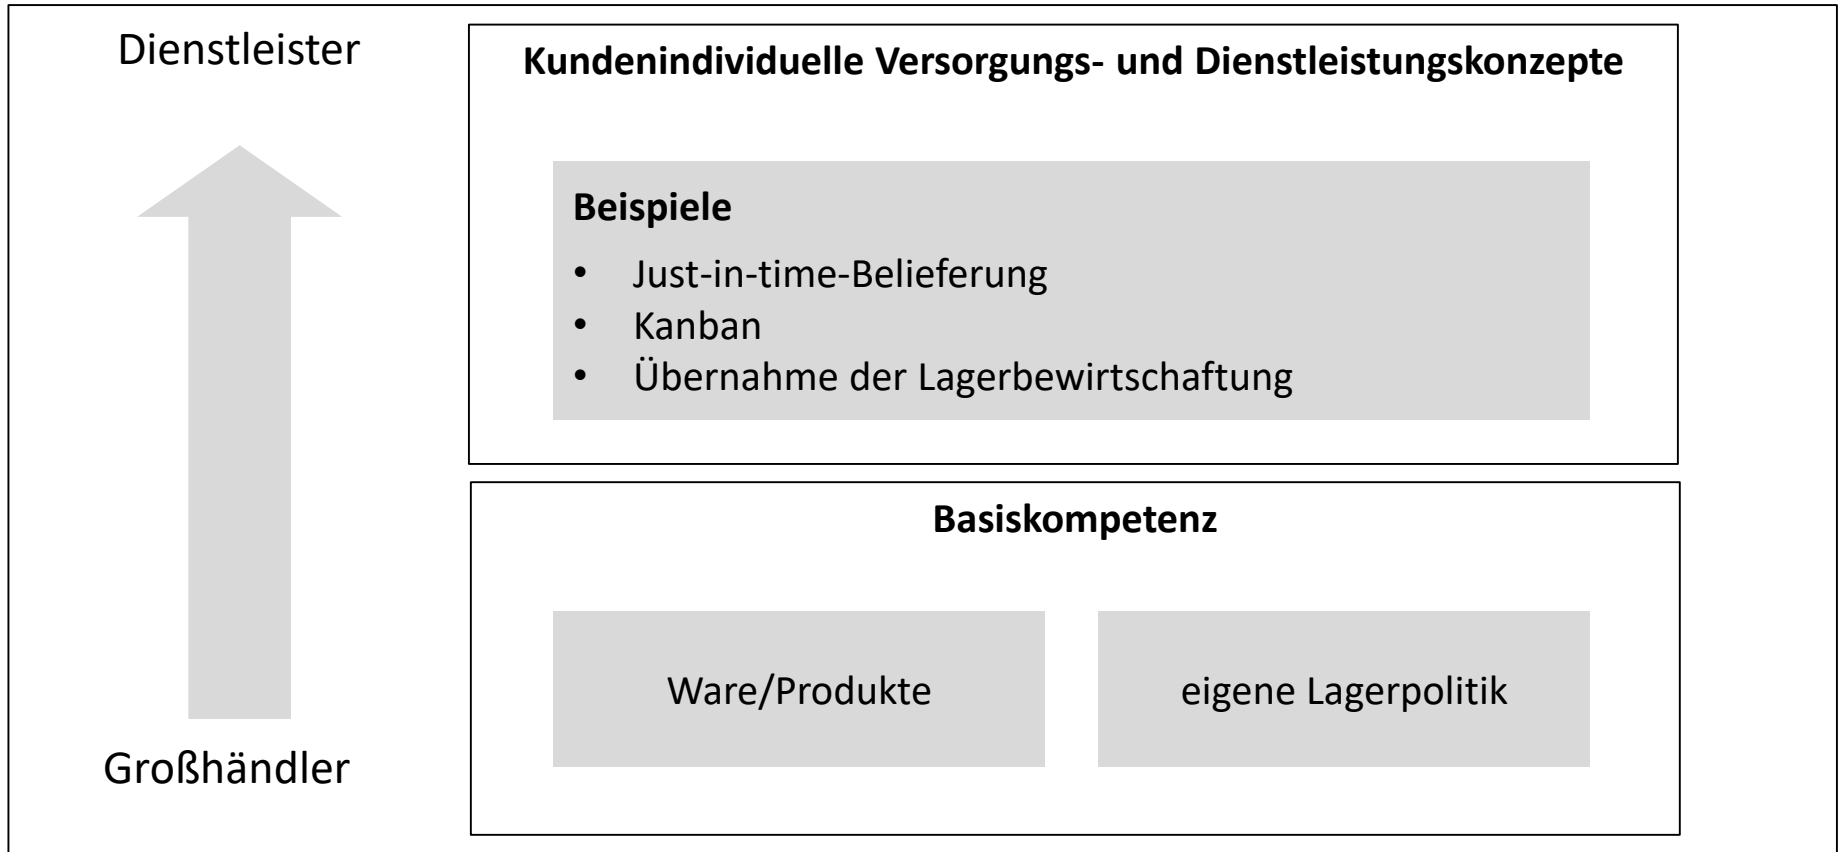 Dienstleister
Großhändler
Kundenindividuelle Versorgungs- und Dienstleistungskonzepte
Beispiele
• Just-in-time-Belieferung
• Kanban
• Übernahme der Lagerbewirtschaftung
Basiskompetenz
Ware/Produkte
eigene Lagerpolitik